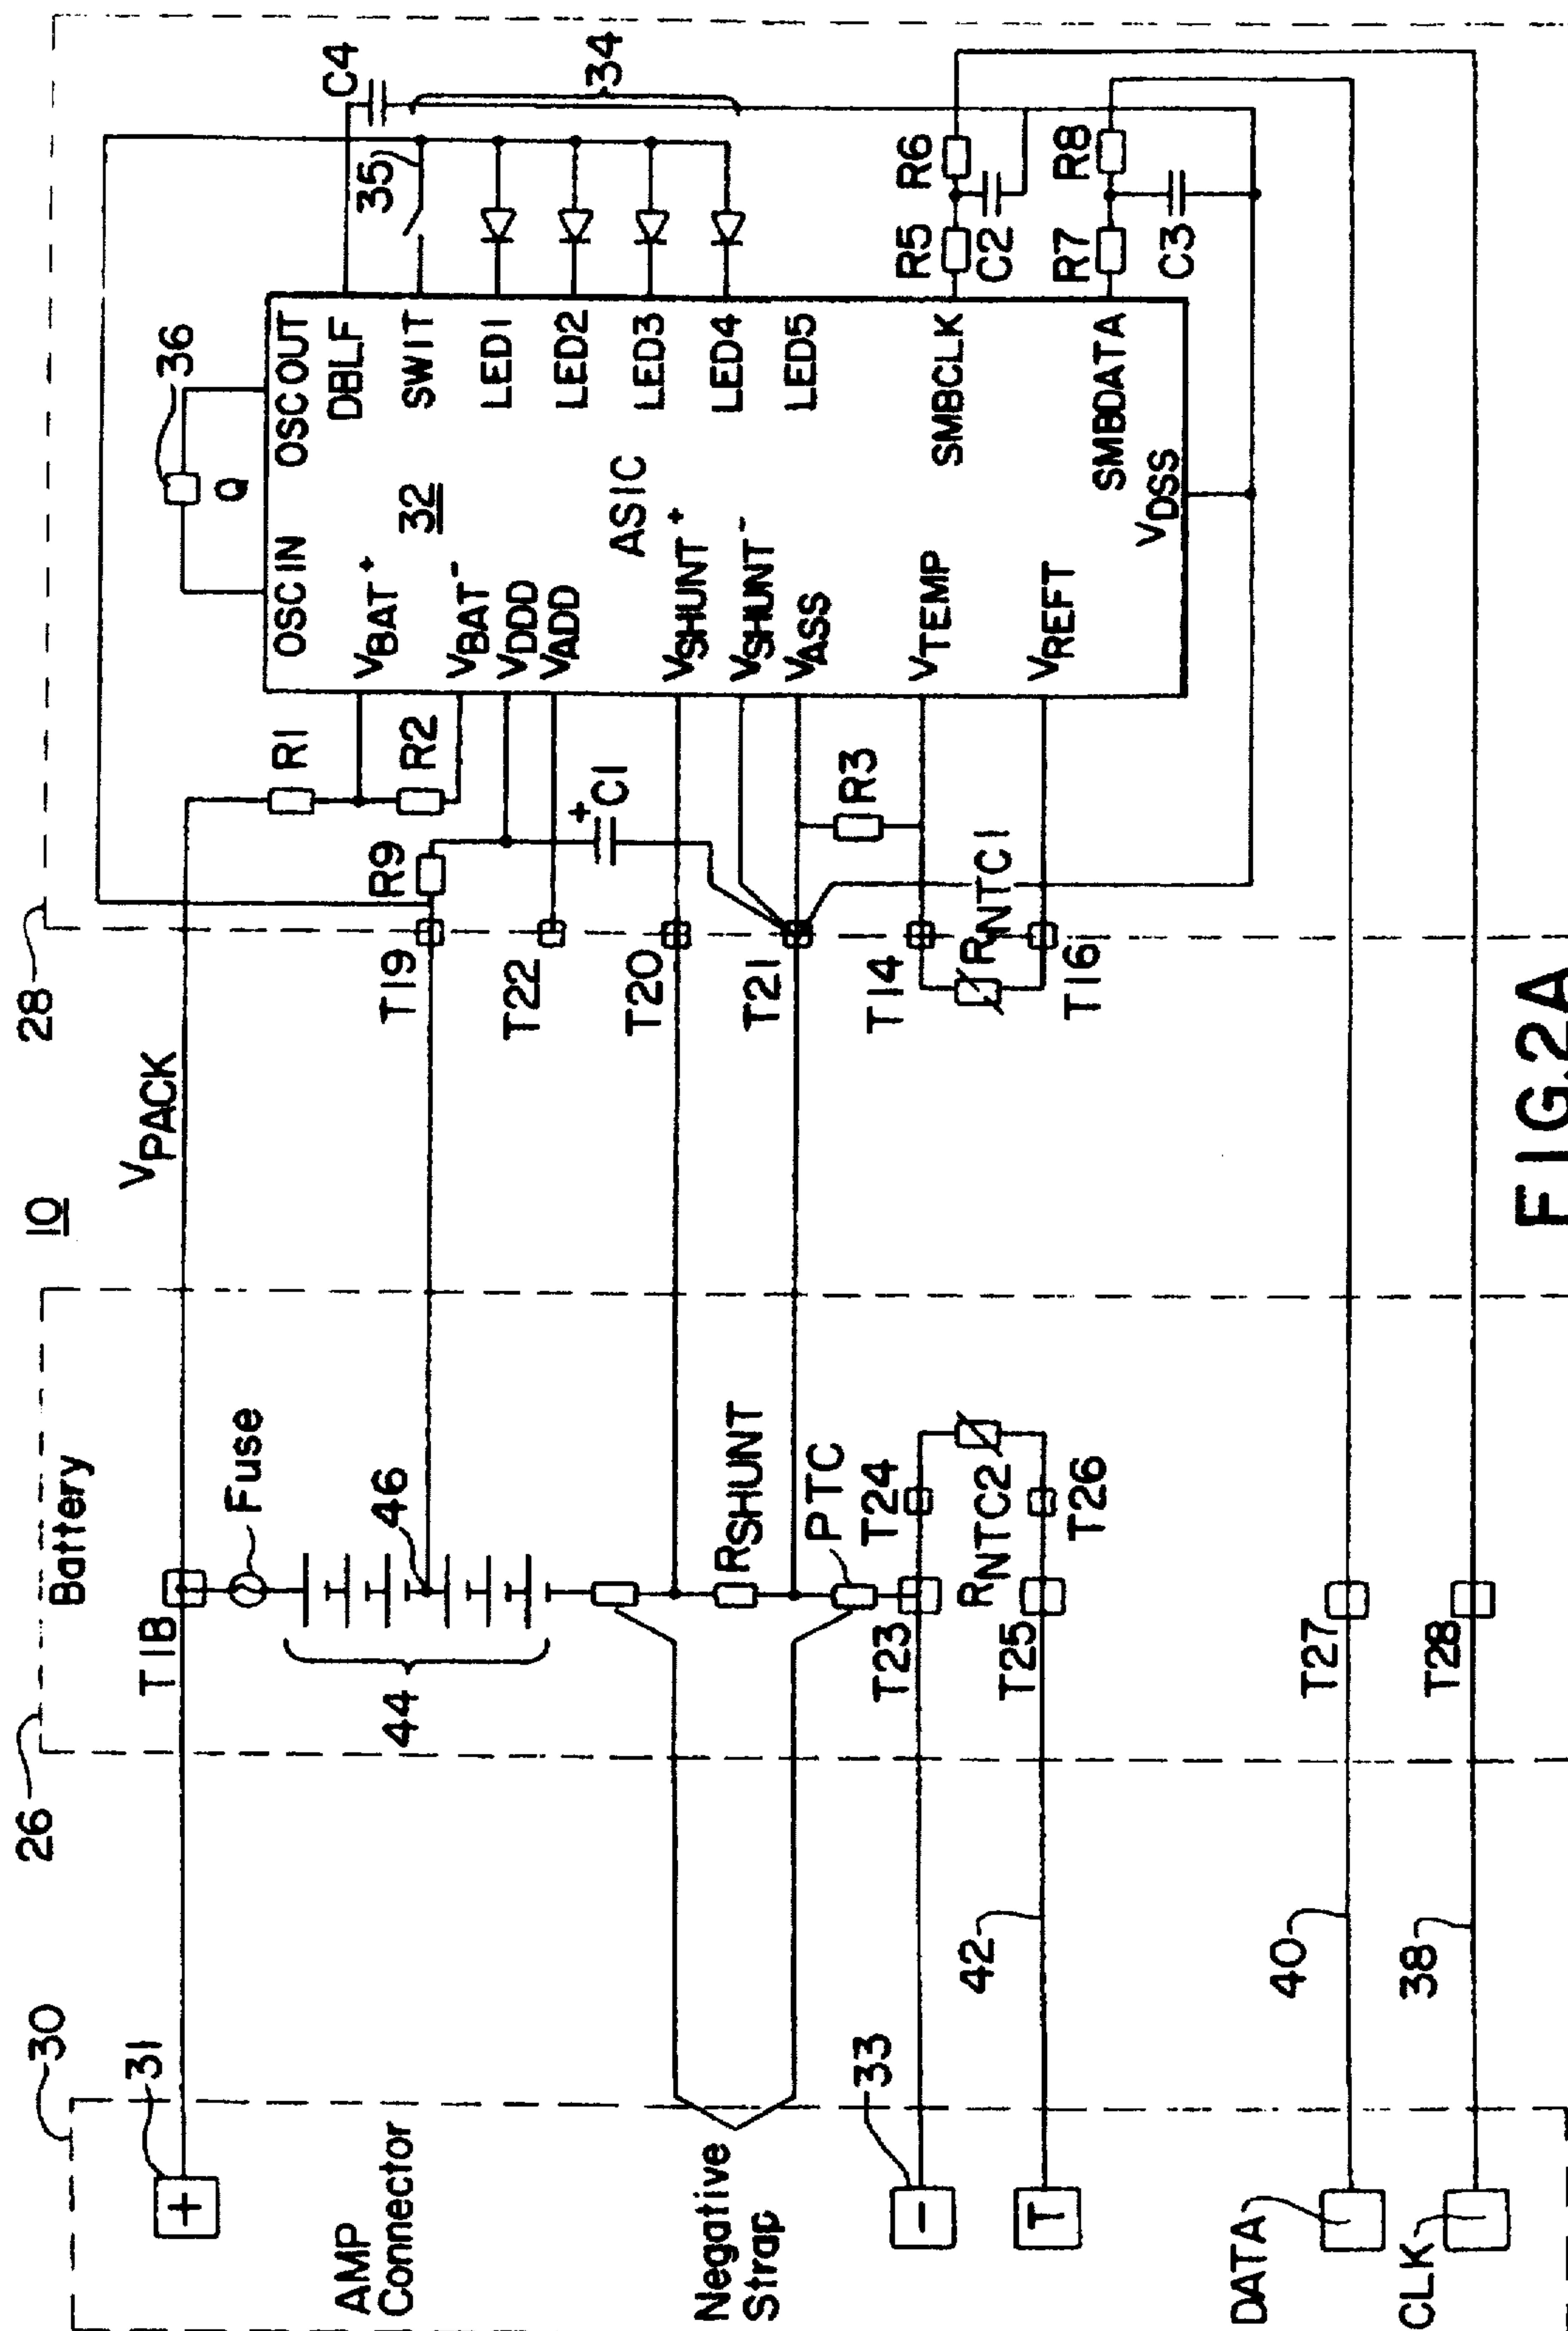 10
30
31
+
AMP
Connector
Negative
Strap
33
-
T
DATA
CLK
42
40
38
26
Battery
T1B
Fuse
44
46
RSHUNT
PTC
T23
T24
RNTC2
T25
T26
T27
T28
28
VPACK
T19
T22
T20
T21
T14
RNTC1
T16
R9
R1
R2
+
C1
R3
36
Q
OSCIN
OSCOUT
VBAT+
VBAT-
VDDD
VADD
VSHUNT+
VSHUNT-
VASS
VTEMP
VREFT
32
ASIC
DBLF
SWIT
LED1
LED2
LED3
LED4
LED5
SMBCLK
SMBDATA
VDSS
C4
35
34
R5
R6
C2
R7
R8
C3
FIG.2A